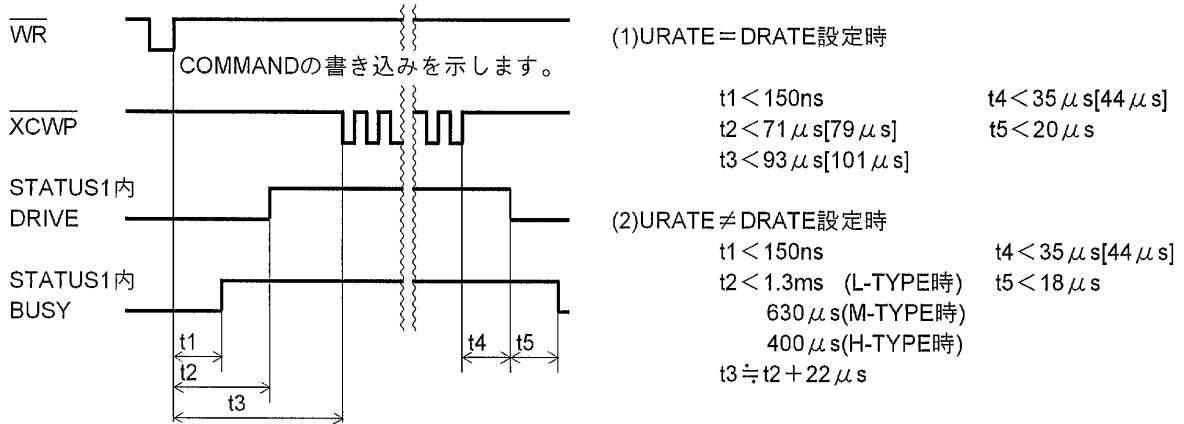 WR
COMMANDの書き込みを示します。
XCWP
STATUS1内
DRIVE
STATUS1内
BUSY
t1
t2
t3
t4
t5
(1)URATE=DRATE設定時
t1<150ns t4<35μs[44μs]
t2<71μs[79μs] t5<20μs
t3<93μs[101μs]
(2)URATE≠DRATE設定時
t1<150ns t4<35μs[44μs]
t2<1.3ms (L-TYPE時) t5<18μs
630μs(M-TYPE時)
400μs(H-TYPE時)
t3≒t2+22μs